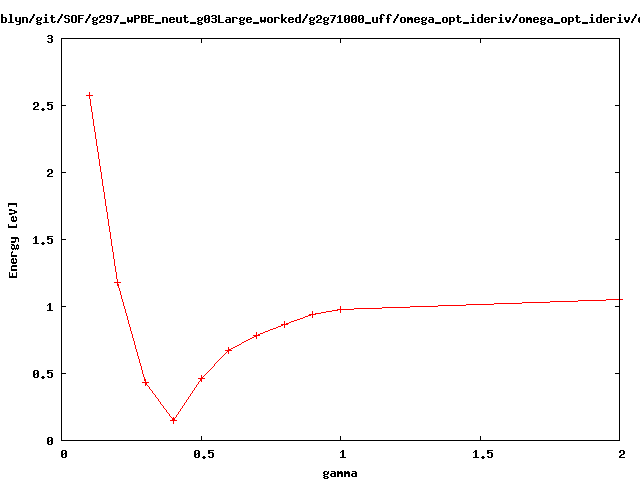 blyn/git/SOF/g297_wPBE_neut_g03Large_worked/g2g71000_uff/omega_opt_ideriv/omega_opt_ideriv/
3
2.5
2
1.5
1
0.5
0
Energy [eV]
0 0.5 1 1.5 2
gamma